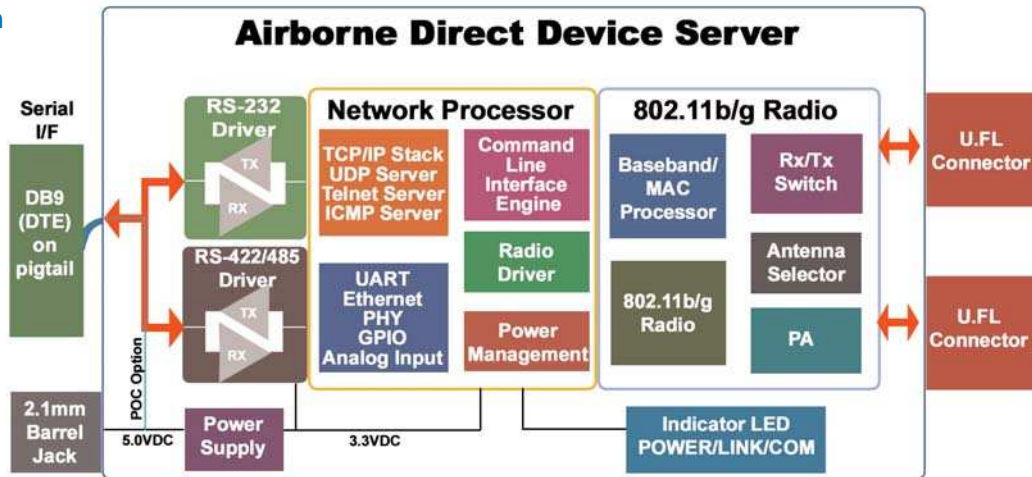 Airborne Direct Device Server
Serial
I/F
DB9
(DTE)
on
pigtail
RS-232
Driver
TX
RX
RS-422/485
Driver
TX
RX
Network Processor
TCP/IP Stack
UDP Server
Telnet Server
ICMP Server
Command
Line
Interface
Engine
UART
Ethernet
PHY
GPIO
Analog Input
Radio
Driver
Power
Management
802.11b/g Radio
Baseband/
MAC
Processor
Rx/Tx
Switch
802.11b/g
Radio
Antenna
Selector
PA
U.FL
Connector
U.FL
Connector
POC Option
2.1mm
Barrel
Jack
5.0VDC
Power
Supply
3.3VDC
Indicator LED
POWER/LINK/COM